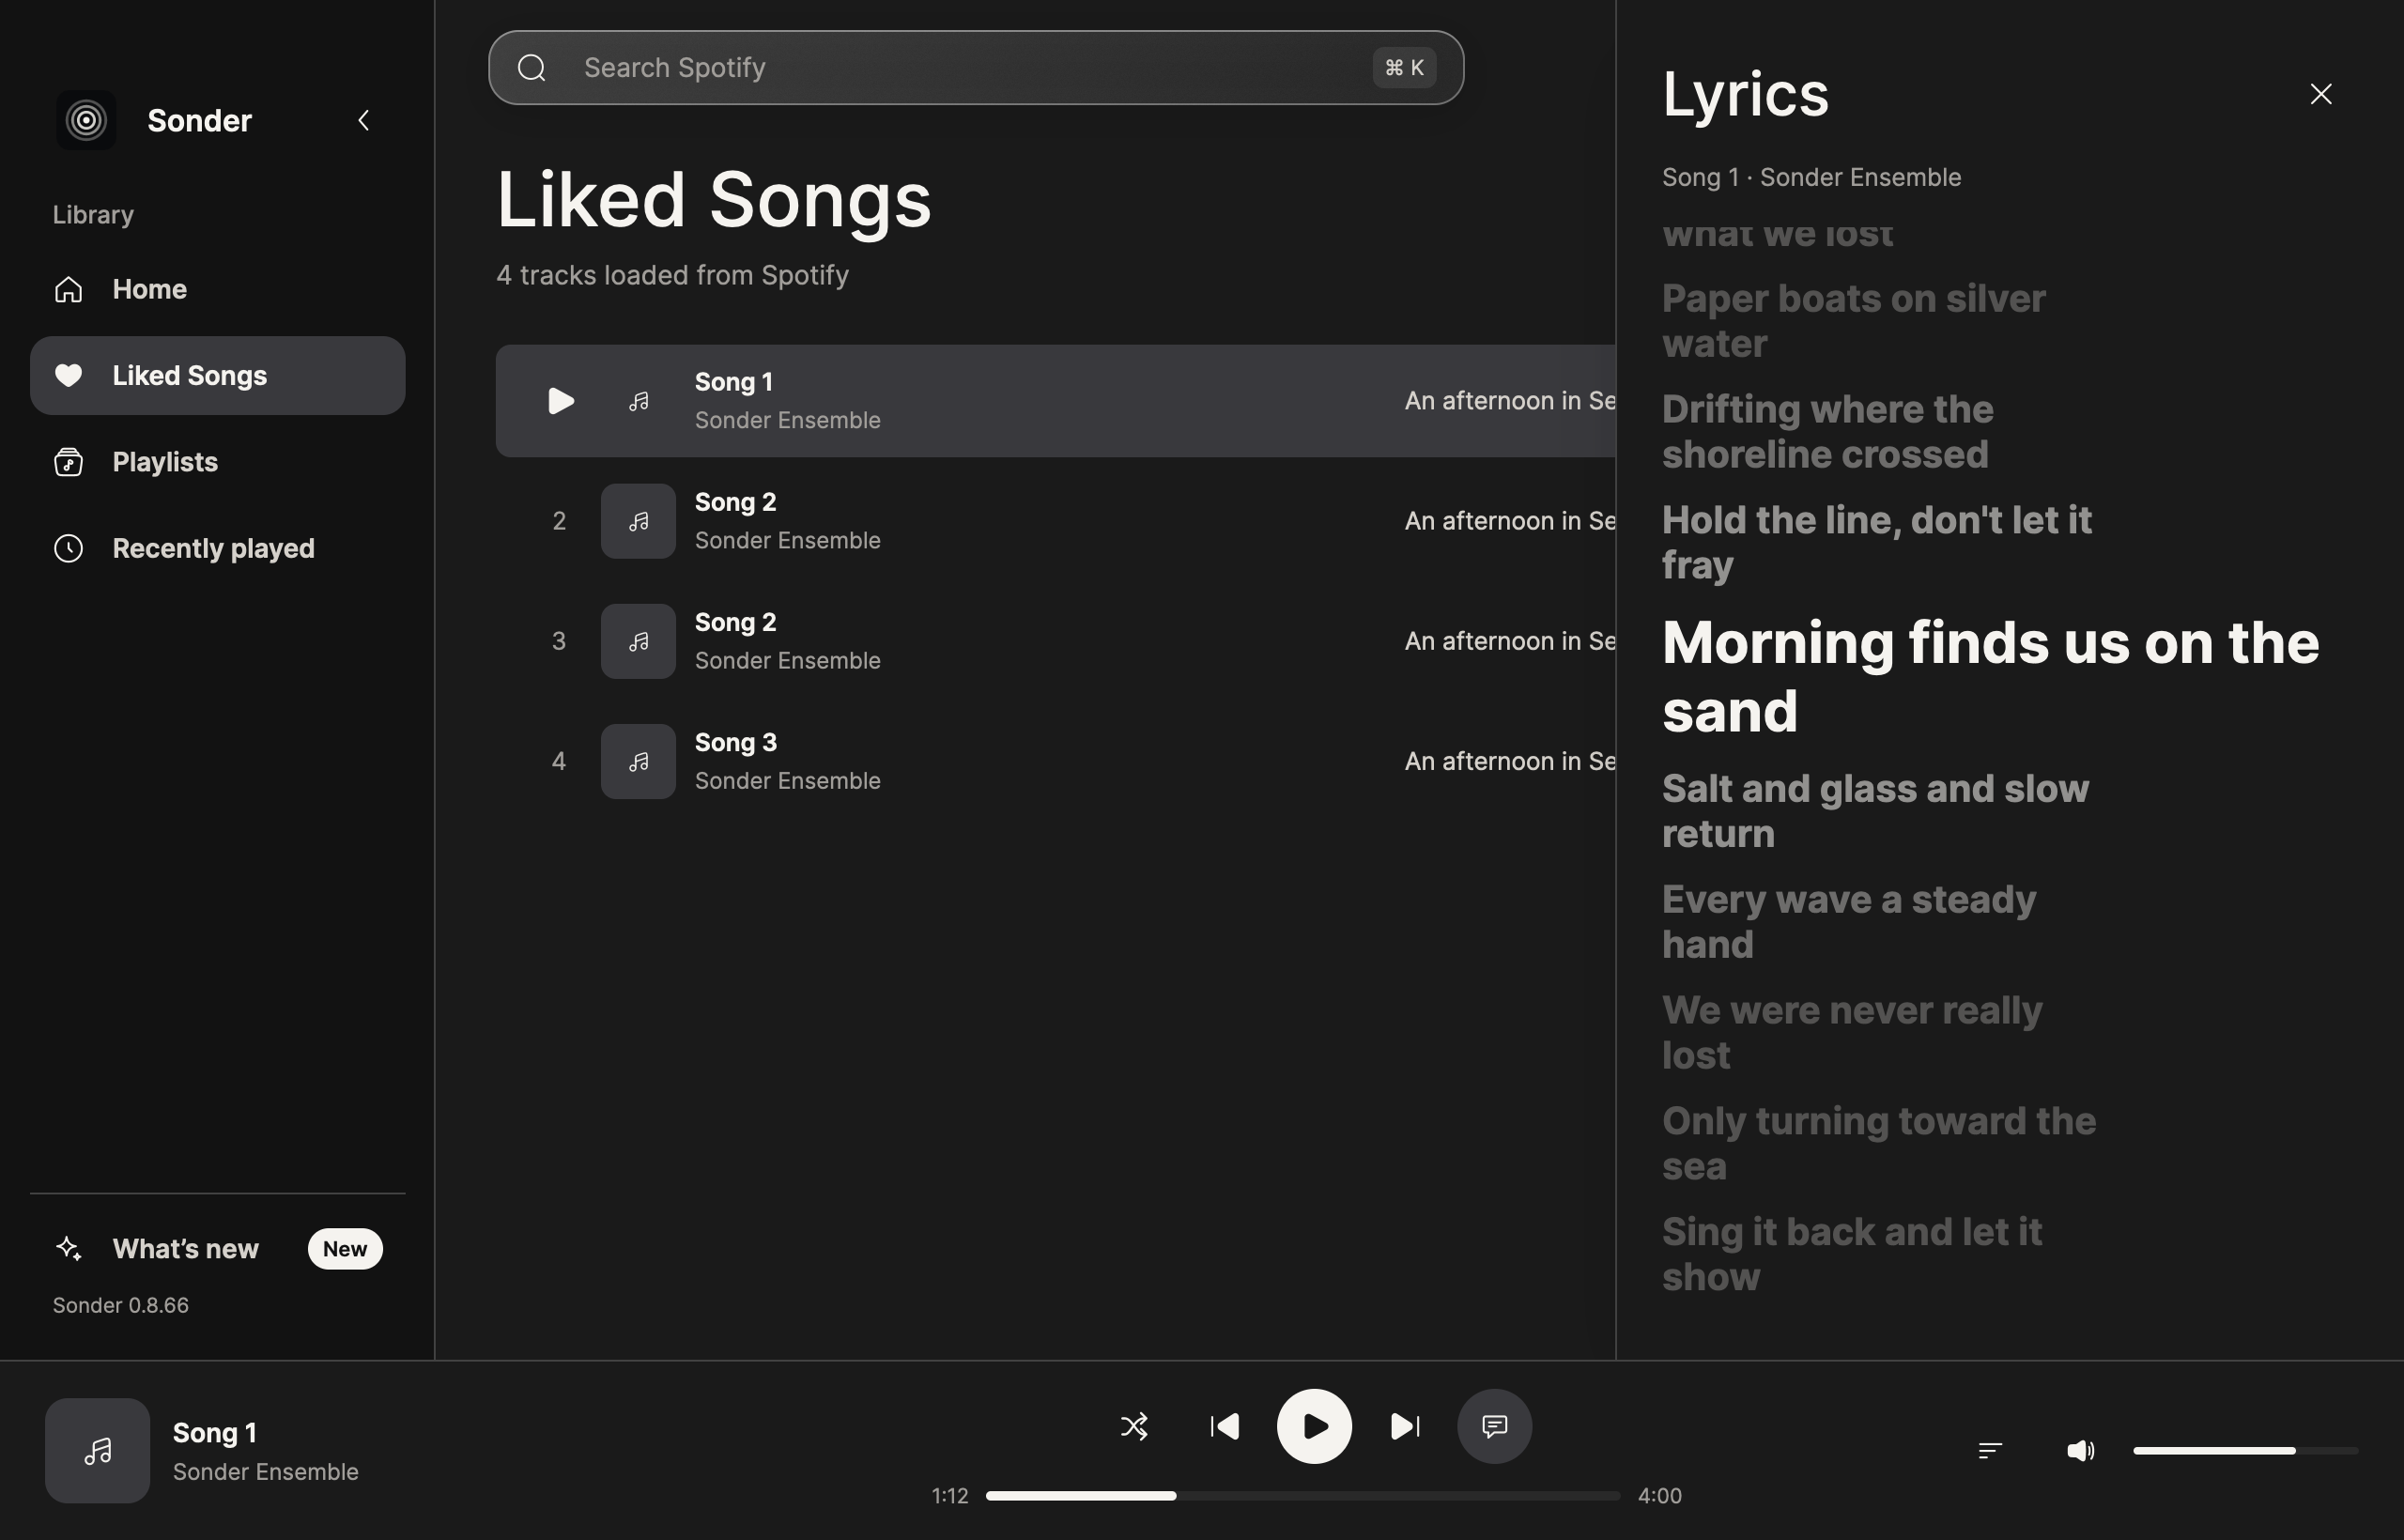 Sonder
Library
Home
Liked Songs
Playlists
Recently played
What’s new
New
Sonder 0.8.66
Search Spotify
⌘ K
Liked Songs
4 tracks loaded from Spotify
Song 1
Sonder Ensemble
An afternoon in Se
2
Song 2
Sonder Ensemble
An afternoon in Se
3
Song 2
Sonder Ensemble
An afternoon in Se
4
Song 3
Sonder Ensemble
An afternoon in Se
Lyrics
Song 1 · Sonder Ensemble
what we lost
Paper boats on silver
water
Drifting where the
shoreline crossed
Hold the line, don't let it
fray
Morning finds us on the
sand
Salt and glass and slow
return
Every wave a steady
hand
We were never really
lost
Only turning toward the
sea
Sing it back and let it
show
Song 1
Sonder Ensemble
1:12
4:00